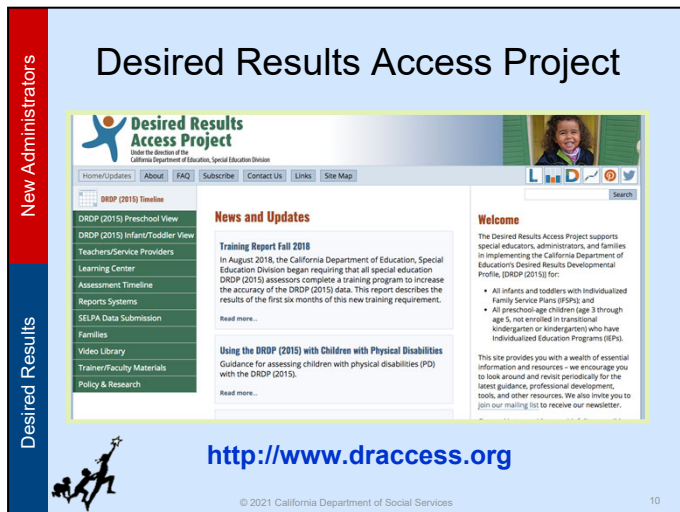 New Administrators
Desired Results
Desired Results Access Project
Desired Results
Access Project
Under the direction of the
California Department of Education, Special Education Division
Home/Updates About FAQ Subscribe Contact Us Links Site Map
L D
Search
DRDP (2015) Timeline
DRDP (2015) Preschool View
DRDP (2015) Infant/Toddler View
Teachers/Service Providers
Learning Center
Assessment Timeline
Reports Systems
SELPA Data Submission
Families
Video Library
Trainer/Faculty Materials
Policy & Research
News and Updates
Training Report Fall 2018
In August 2018, the California Department of Education, Special
Education Division began requiring that all special education
DRDP (2015) assessors complete a training program to increase
the accuracy of the DRDP (2015) data. This report describes the
results of the first six months of this new training requirement.
Read more...
Using the DRDP (2015) with Children with Physical Disabilities
Guidance for assessing children with physical disabilities (PD)
with the DRDP (2015).
Read more...
Welcome
The Desired Results Access Project supports
special educators, administrators, and families
in implementing the California Department of
Education's Desired Results Developmental
Profile, [DRDP (2015)] for:
• All infants and toddlers with Individualized
Family Service Plans (IFSPs); and
• All preschool-age children (age 3 through
age 5, not enrolled in transitional
kindergarten or kindergarten) who have
Individualized Education Programs (IEPs).
This site provides you with a wealth of essential
information and resources – we encourage you
to look around and revisit periodically for the
latest guidance, professional development,
tools, and other resources. We also invite you to
join our mailing list to receive our newsletter.
http://www.draccess.org
© 2021 California Department of Social Services
10